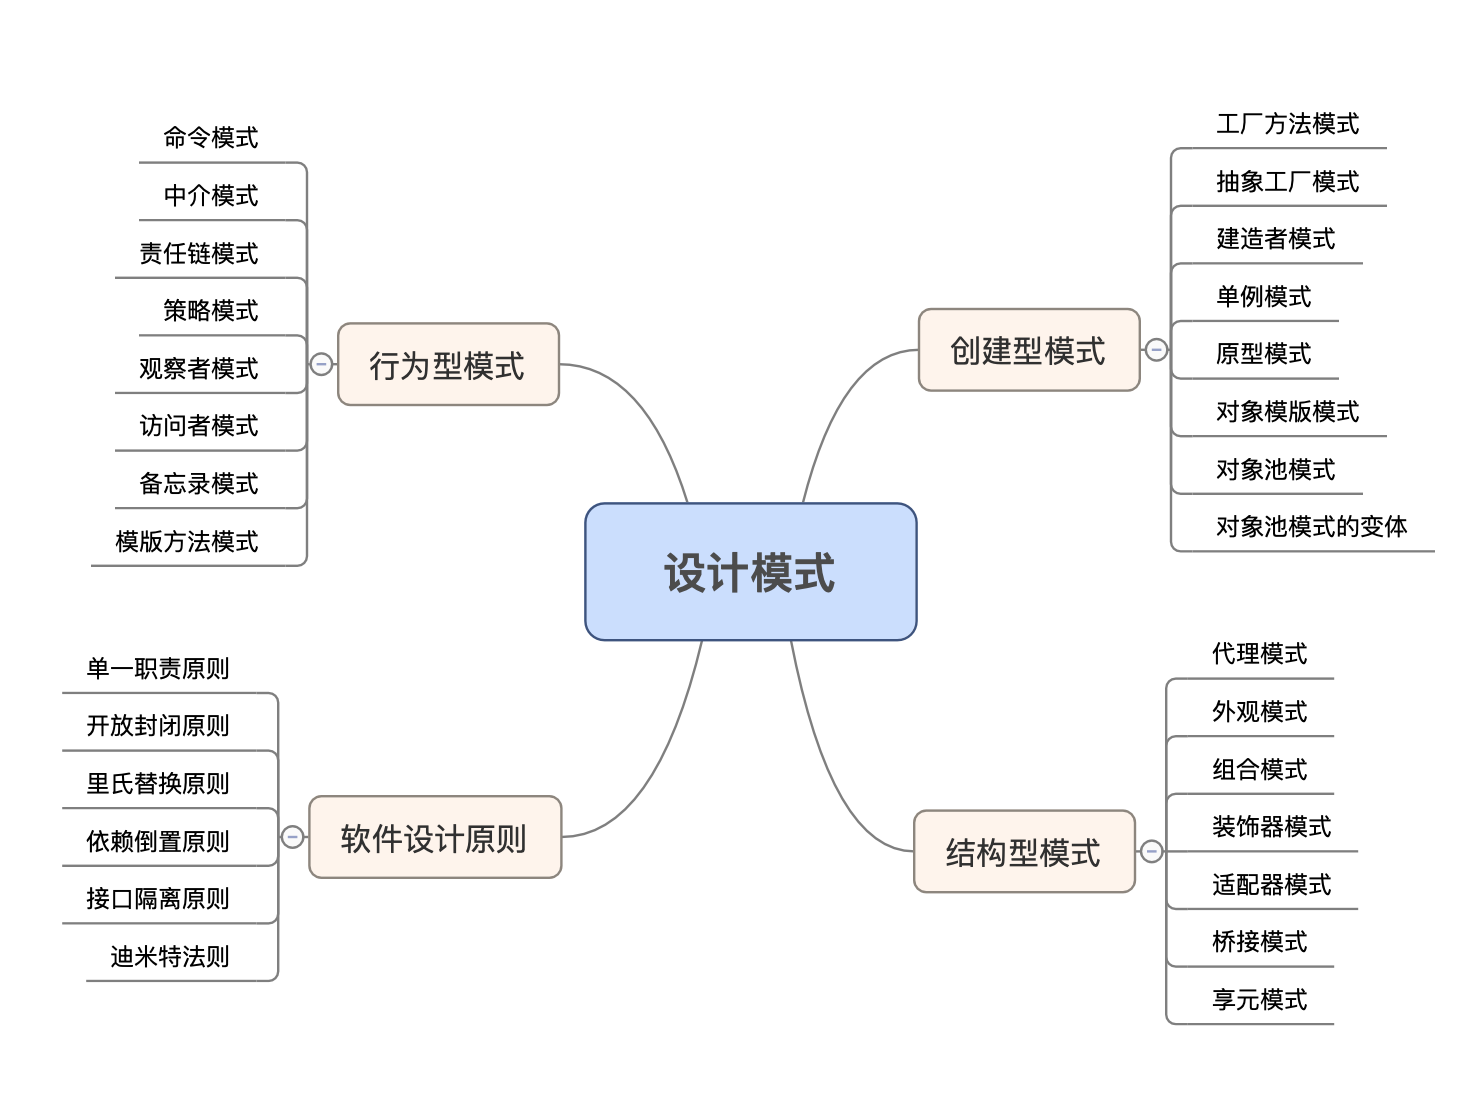 设计模式
行为型模式
命令模式
中介模式
责任链模式
策略模式
观察者模式
访问者模式
备忘录模式
模版方法模式
创建型模式
工厂方法模式
抽象工厂模式
建造者模式
单例模式
原型模式
对象模版模式
对象池模式
对象池模式的变体
软件设计原则
单一职责原则
开放封闭原则
里氏替换原则
依赖倒置原则
接口隔离原则
迪米特法则
结构型模式
代理模式
外观模式
组合模式
装饰器模式
适配器模式
桥接模式
享元模式